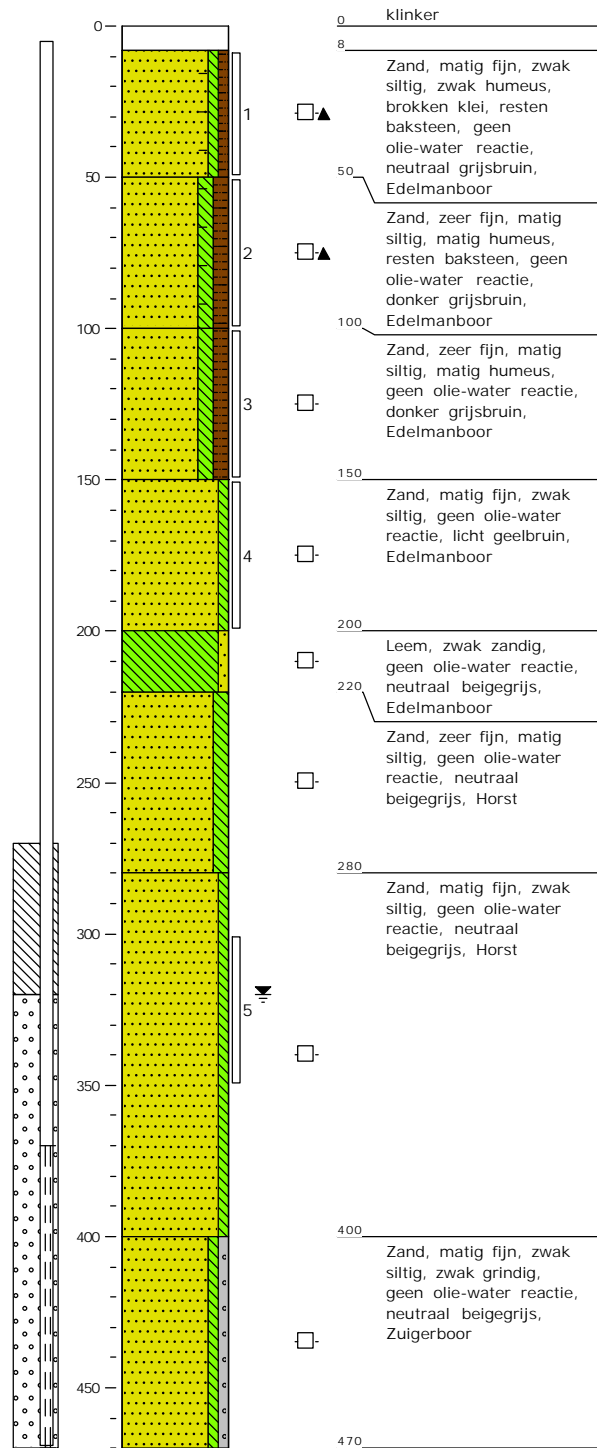 0
klinker
8
Zand, matig fijn, zwak
siltig, zwak humeus,
brokken klei, resten
baksteen, geen
olie-water reactie,
neutraal grijsbruin,
Edelmanboor
50
Zand, zeer fijn, matig
siltig, matig humeus,
resten baksteen, geen
olie-water reactie,
donker grijsbruin,
Edelmanboor
100
Zand, zeer fijn, matig
siltig, matig humeus,
geen olie-water reactie,
donker grijsbruin,
Edelmanboor
150
Zand, matig fijn, zwak
siltig, geen olie-water
reactie, licht geelbruin,
Edelmanboor
200
Leem, zwak zandig,
geen olie-water reactie,
neutraal beigegrijs,
Edelmanboor
220
Zand, zeer fijn, matig
siltig, geen olie-water
reactie, neutraal
beigegrijs, Horst
280
Zand, matig fijn, zwak
siltig, geen olie-water
reactie, neutraal
beigegrijs, Horst
400
Zand, matig fijn, zwak
siltig, zwak grindig,
geen olie-water reactie,
neutraal beigegrijs,
Zuigerboor
470
0
50
100
150
200
250
300
350
400
450
1
2
3
4
5